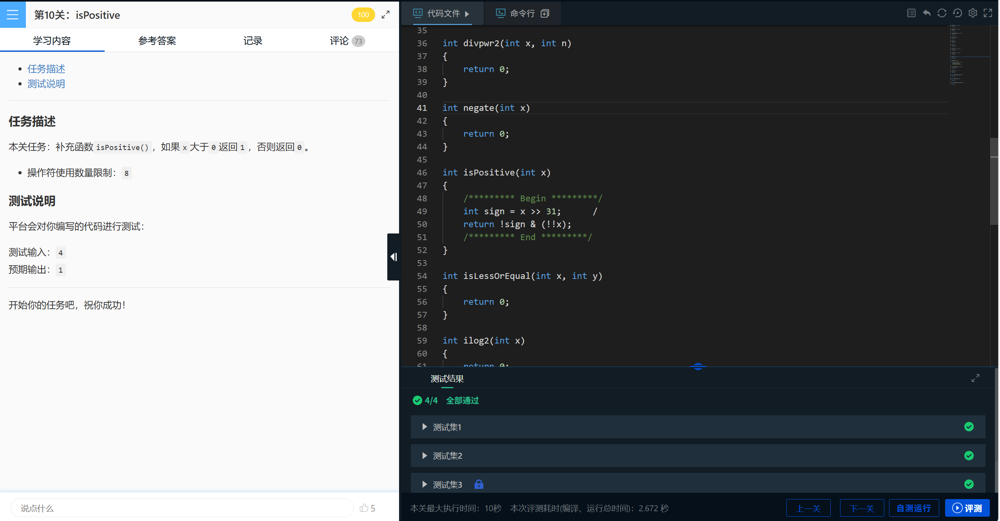 第10关：isPositive
100
学习内容
参考答案
记录
评论 73
任务描述
测试说明
任务描述
本关任务：补充函数 isPositive()，如果 x 大于 0 返回 1，否则返回 0。
操作符使用数量限制：8
测试说明
平台会对你编写的代码进行测试：
测试输入：4
预期输出：1
开始你的任务吧，祝你成功！
说点什么
5
代码文件
命令行
35
36 int divpwr2(int x, int n)
37 {
38 return 0;
39 }
40
41 int negate(int x)
42 {
43 return 0;
44 }
45
46 int isPositive(int x)
47 {
48 /********* Begin *********/
49 int sign = x >> 31; /
50 return !sign & (!!x);
51 /********* End *********/
52 }
53
54 int isLessOrEqual(int x, int y)
55 {
56 return 0;
57 }
58
59 int ilog2(int x)
60 {
61 return 0;
测试结果
4/4 全部通过
测试集1
测试集2
测试集3
本关最大执行时间：10秒 本次评测耗时(编译、运行总时间)：2.672 秒
上一关
下一关
自测运行
评测